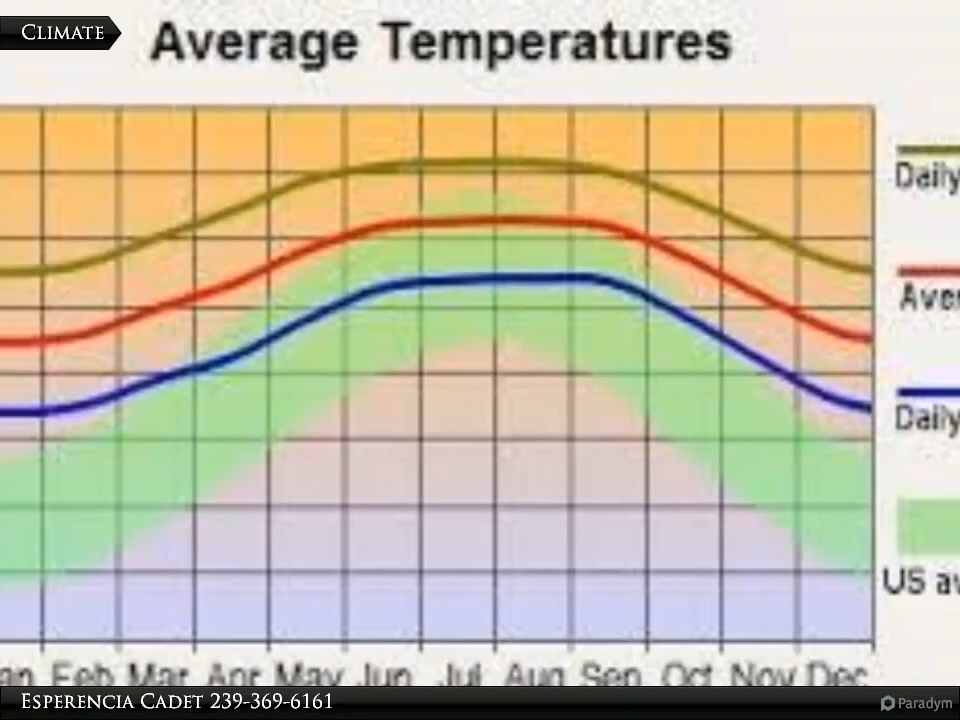 Climate
Average Temperatures
Daily
Aver
Daily
US av
an Feb Mar Apr May Jun Jul Aug Sep Oct Nov Dec
Esperencia Cadet 239-369-6161
Paradym